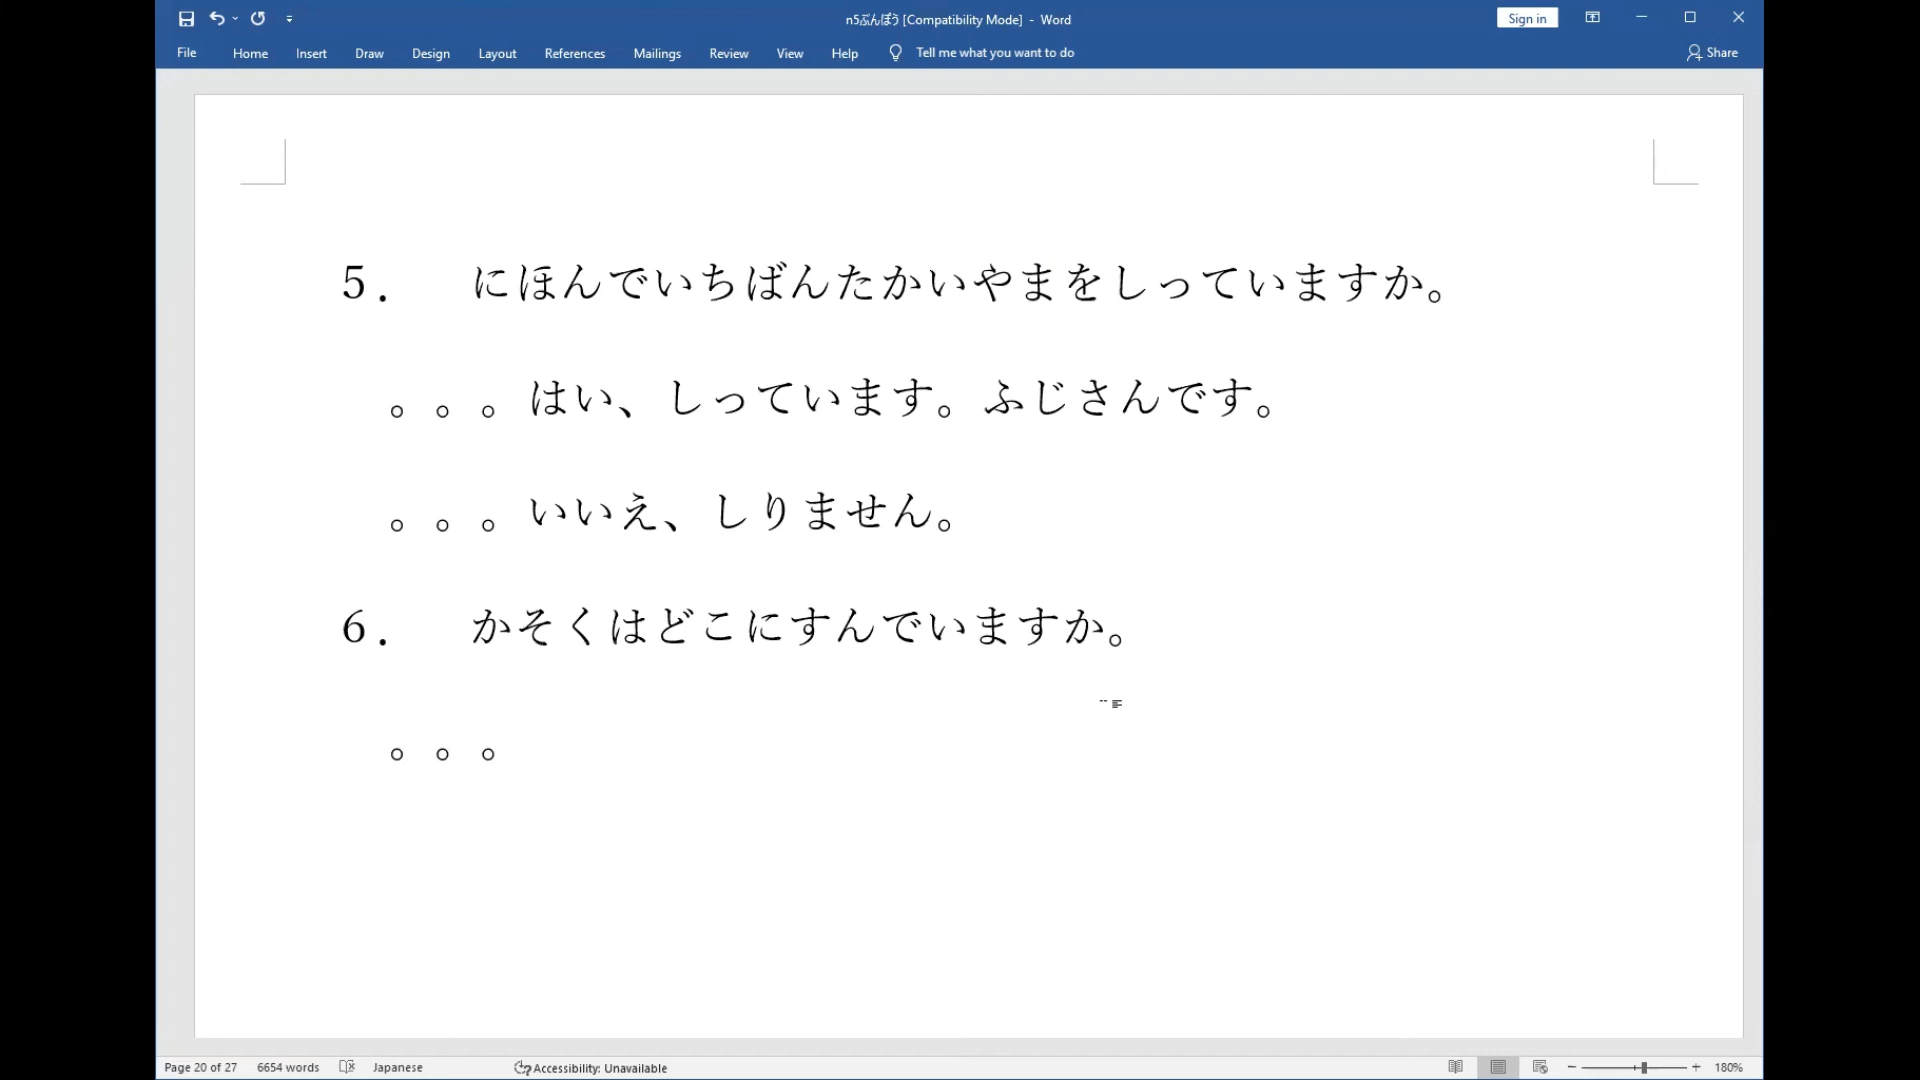 n5ぶんぽう [Compatibility Mode] - Word
Sign in
File Home Insert Draw Design Layout References Mailings Review View Help Tell me what you want to do Share
５． にほんでいちばんたかいやまをしっていますか。
。。。はい、しっています。ふじさんです。
。。。いいえ、しりません。
６． かそくはどこにすんでいますか。
。。。
Page 20 of 27 6654 words Japanese Accessibility: Unavailable 180%